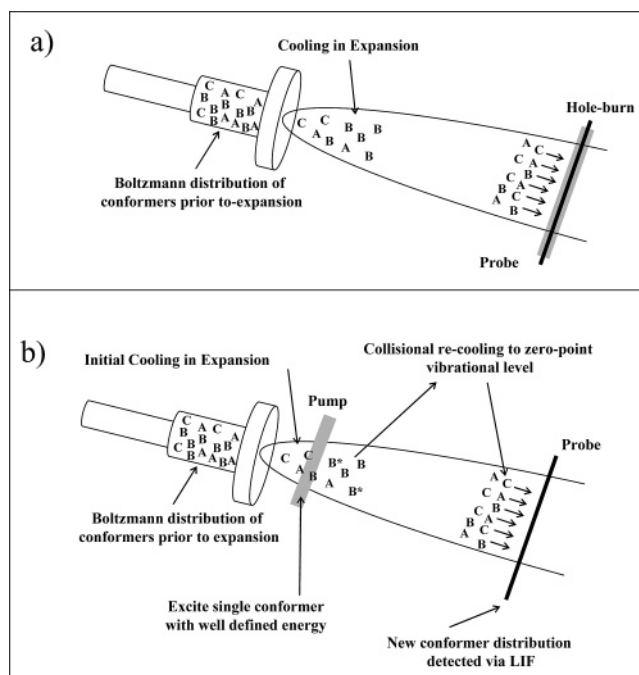 a)
Cooling in Expansion
Hole-burn
C A C
B B A
C B B B B
B A A B A
C C B B
A B B
A B
A C
C A
B
C A
B C
A B
Boltzmann distribution of
conformers prior to-expansion
Probe
b)
Initial Cooling in Expansion
Collisional re-cooling to zero-point
vibrational level
Pump
Probe
C A C
B B A
C B B B B
B A A B A
C C B* B
A B B
A B*
A C
C A
B
C A
B C
A B
Boltzmann distribution of
conformers prior to expansion
Excite single conformer
with well defined energy
New conformer distribution
detected via LIF